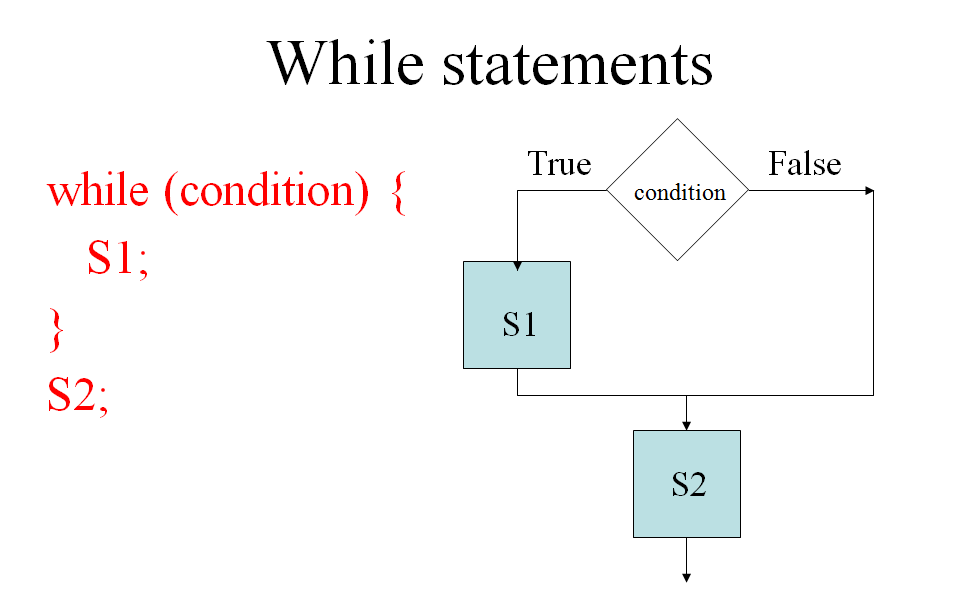 While statements
while (condition) {
S1;
}
S2;
True
False
condition
S1
S2